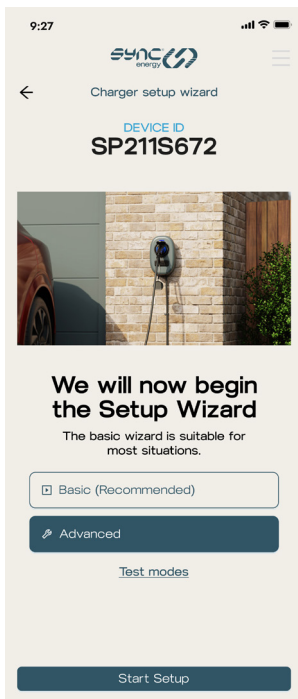 9:27
sync
energy
Charger setup wizard
DEVICE ID
SP211S672
We will now begin
the Setup Wizard
The basic wizard is suitable for
most situations.
Basic (Recommended)
Advanced
Test modes
Start Setup